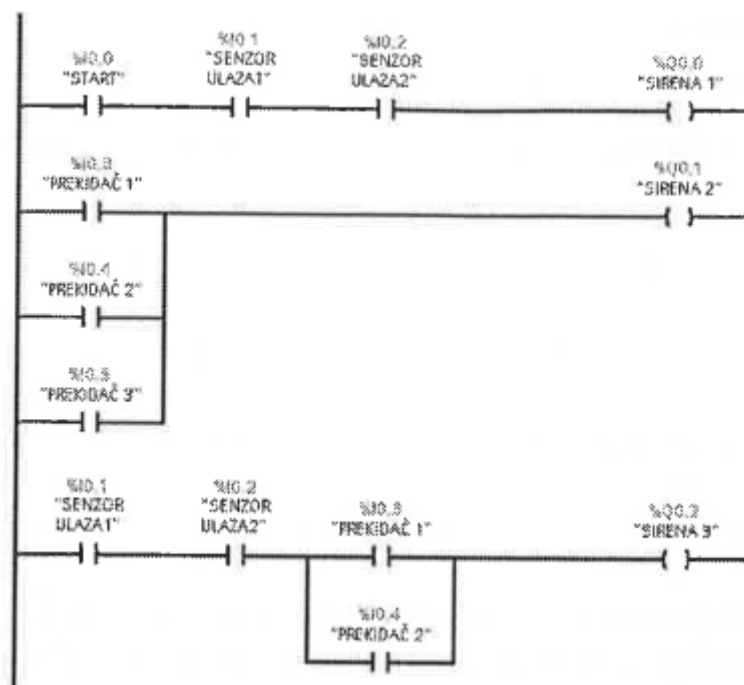 %I0.0
"START"
%I0.1
"SENZOR
ULAZA1"
%I0.2
"SENZOR
ULAZA2"
%Q0.0
"SIRENA 1"
%I0.3
"PREKIDAČ 1"
%Q0.1
"SIRENA 2"
%I0.4
"PREKIDAČ 2"
%I0.5
"PREKIDAČ 3"
%I0.1
"SENZOR
ULAZA1"
%I0.2
"SENZOR
ULAZA2"
%I0.3
"PREKIDAČ 1"
"SIRENA 3"
%I0.4
"PREKIDAČ 2"